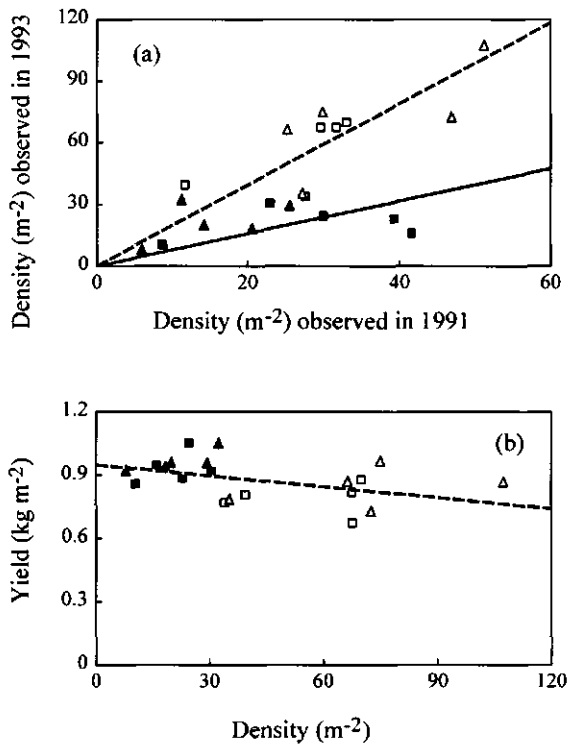 120
90
60
30
0
(a)
Density (m-2) observed in 1993
0 20 40 60
Density (m-2) observed in 1991
1.2
0.9
0.6
0.3
0
(b)
Yield (kg m-2)
0 30 60 90 120
Density (m-2)